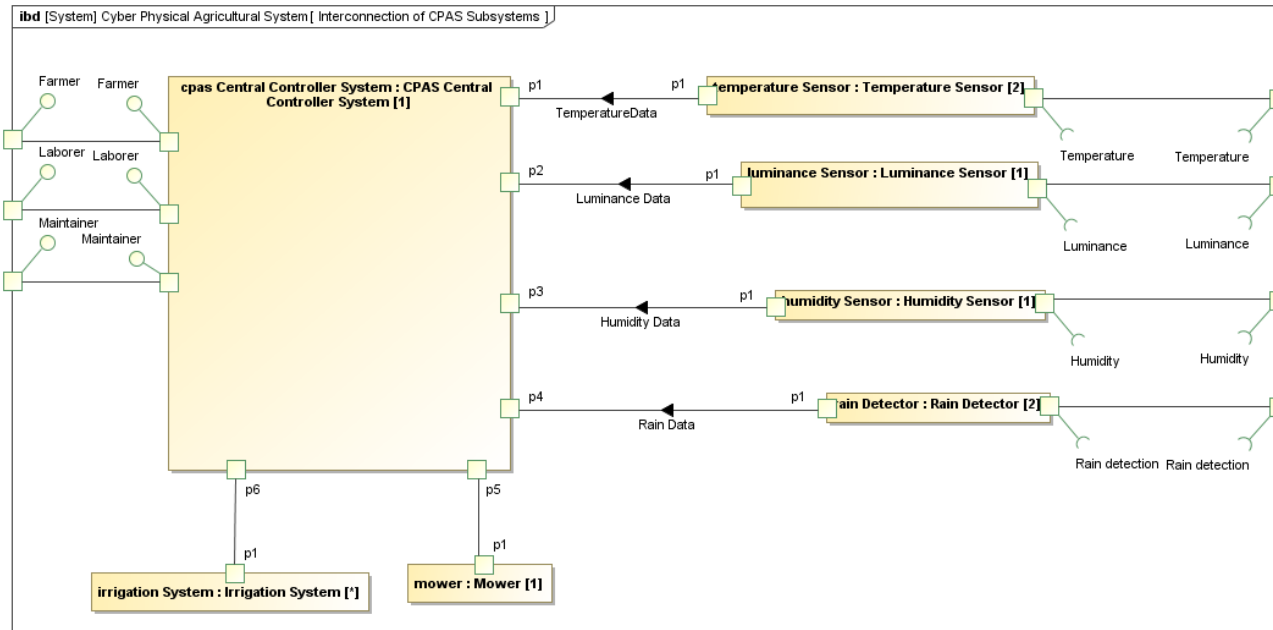 ibd [System] Cyber Physical Agricultural System[ Interconnection of CPAS Subsystems ]
Farmer
Farmer
cpas Central Controller System : CPAS Central
Controller System [1]
p1
p1
temperature Sensor : Temperature Sensor [2]
TemperatureData
Temperature
Temperature
Laborer
Laborer
p2
p1
luminance Sensor : Luminance Sensor [1]
Luminance Data
Luminance
Luminance
Maintainer
Maintainer
p3
p1
humidity Sensor : Humidity Sensor [1]
Humidity Data
Humidity
Humidity
p4
p1
ain Detector : Rain Detector [2]
Rain Data
Rain detection
Rain detection
p6
p5
p1
p1
irrigation System : Irrigation System [*]
mower : Mower [1]